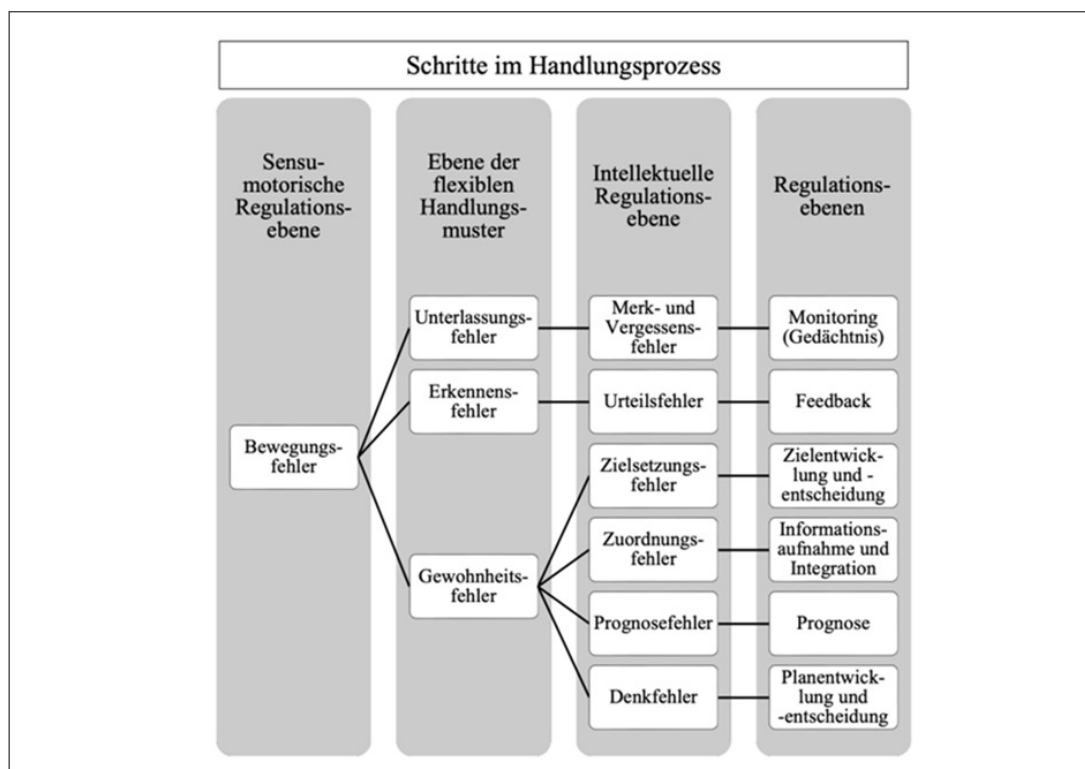 Schritte im Handlungsprozess
Sensu-
motorische
Regulations-
ebene
Ebene der
flexiblen
Handlungs-
muster
Intellektuelle
Regulations-
ebene
Regulations-
ebenen
Bewegungs-
fehler
Unterlassungs-
fehler
Erkennens-
fehler
Gewohnheits-
fehler
Merk- und
Vergessens-
fehler
Urteilsfehler
Zielsetzungs-
fehler
Zuordnungs-
fehler
Prognosefehler
Denkfehler
Monitoring
(Gedächtnis)
Feedback
Zielentwick-
lung und -
entscheidung
Informations-
aufnahme und
Integration
Prognose
Planentwick-
lung und
-entscheidung